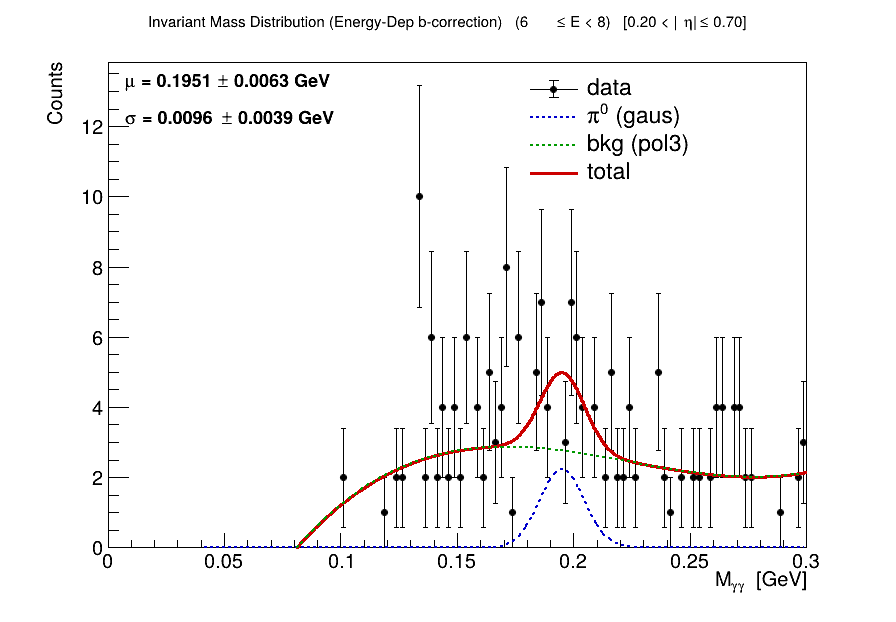 Invariant Mass Distribution (Energy-Dep b-correction) (6 ≤ E < 8) [0.20 < | η|≤ 0.70]
Counts
μ = 0.1951 ± 0.0063 GeV
σ = 0.0096 ± 0.0039 GeV
data
π⁰ (gaus)
bkg (pol3)
total
12
10
8
6
4
2
0
0 0.05 0.1 0.15 0.2 0.25 0.3
Mγγ [GeV]